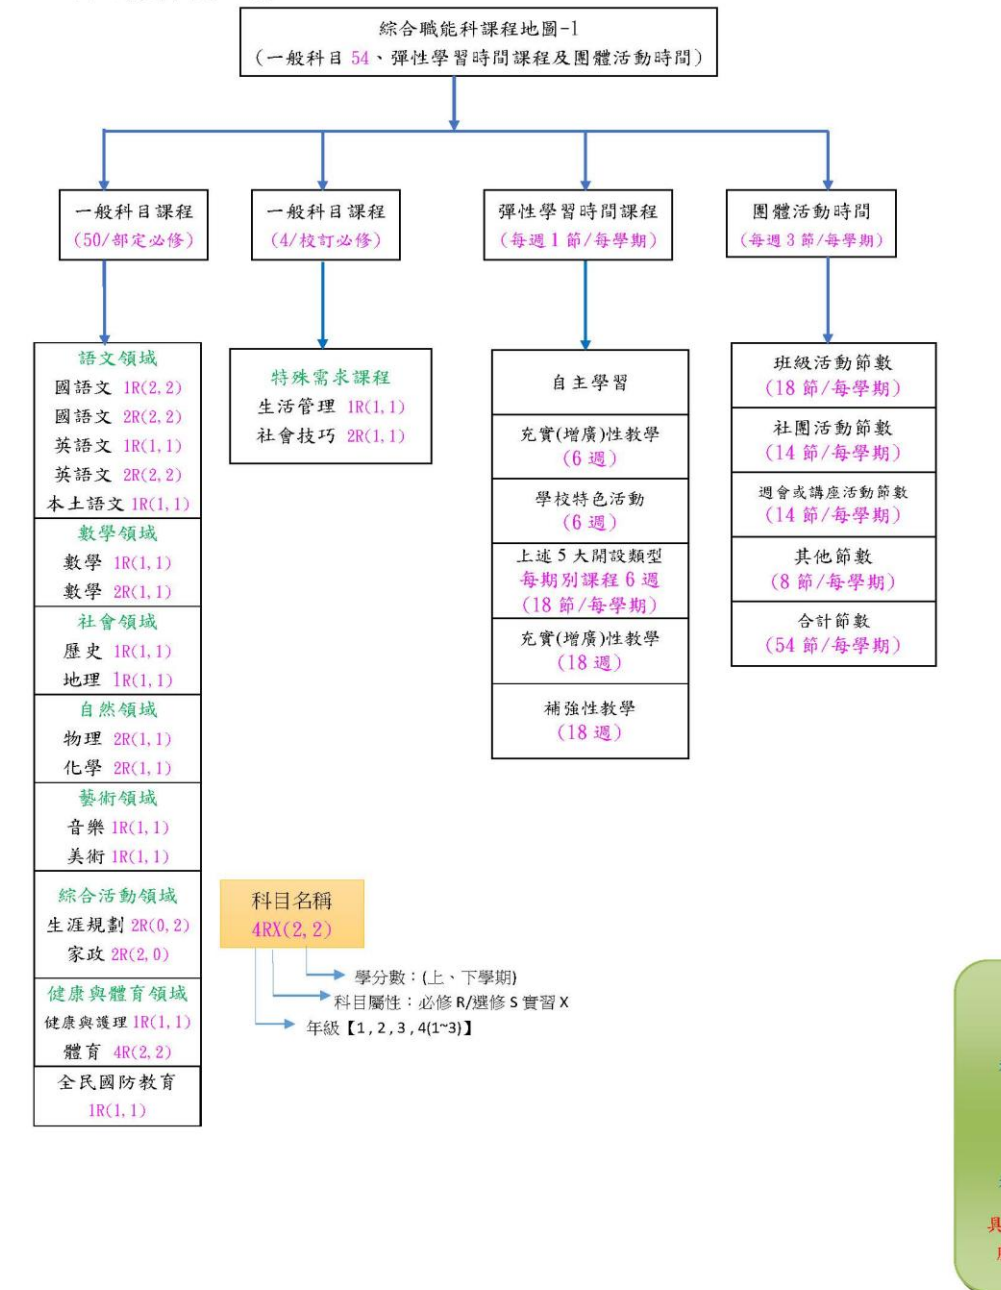 綜合職能科課程地圖-1
(一般科目 54、彈性學習時間課程及團體活動時間)
一般科目課程
(50/部定必修)
一般科目課程
(4/校訂必修)
彈性學習時間課程
(每週 1 節/每學期)
團體活動時間
(每週 3 節/每學期)
語文領域
國語文 1R(2,2)
國語文 2R(2,2)
英語文 1R(1,1)
英語文 2R(2,2)
本土語文 1R(1,1)
數學領域
數學 1R(1,1)
數學 2R(1,1)
社會領域
歷史 1R(1,1)
地理 1R(1,1)
自然領域
物理 2R(1,1)
化學 2R(1,1)
藝術領域
音樂 1R(1,1)
美術 1R(1,1)
綜合活動領域
生涯規劃 2R(0,2)
家政 2R(2,0)
健康與體育領域
健康與護理 1R(1,1)
體育 4R(2,2)
全民國防教育
1R(1,1)
特殊需求課程
生活管理 1R(1,1)
社會技巧 2R(1,1)
自主學習
充實(增廣)性教學
(6 週)
學校特色活動
(6 週)
上述 5 大開設類型
每期別課程 6 週
(18 節/每學期)
充實(增廣)性教學
(18 週)
補強性教學
(18 週)
班級活動節數
(18 節/每學期)
社團活動節數
(14 節/每學期)
週會或講座活動節數
(14 節/每學期)
其他節數
(8 節/每學期)
合計節數
(54 節/每學期)
科目名稱
4RX(2,2)
學分數：(上、下學期)
科目屬性：必修 R/選修 S 實習 X
年級【1 , 2 , 3 , 4(1~3)】